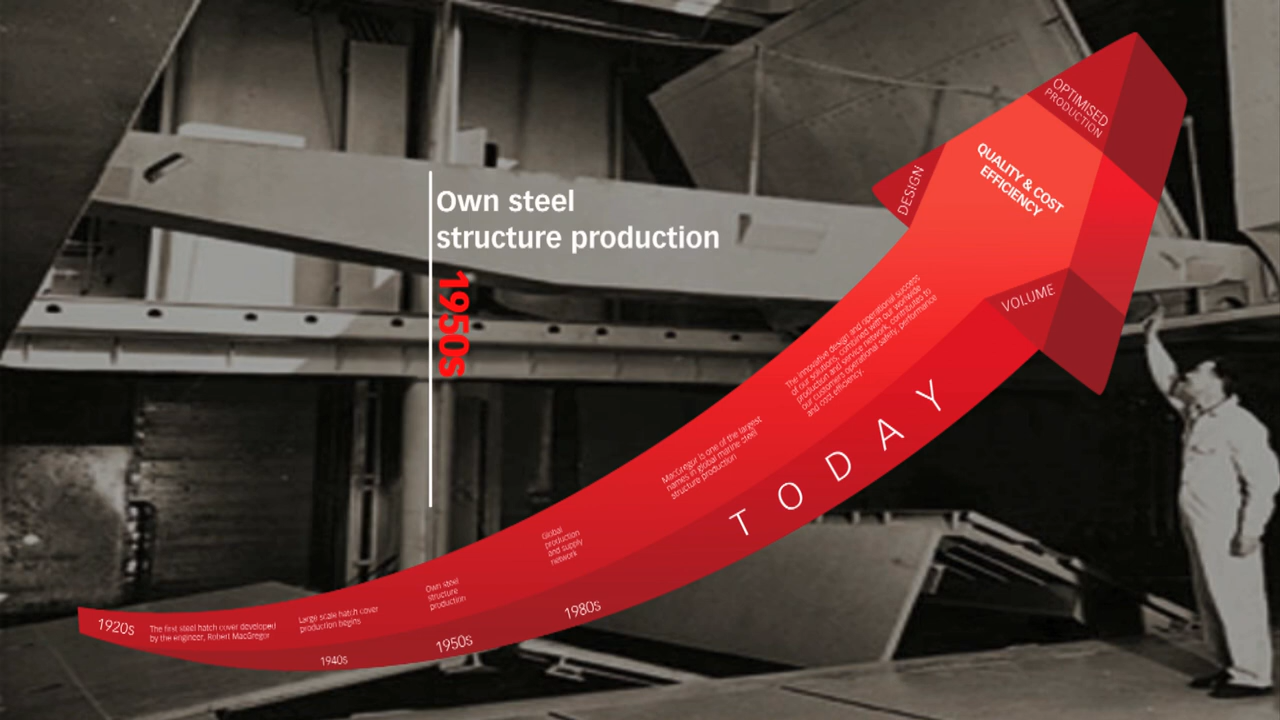 Own steel
structure production
1950s
OPTIMISED
PRODUCTION
QUALITY & COST
EFFICIENCY
DESIGN
VOLUME
1920s
The first steel hatch cover developed
by the engineer, Robert MacGregor
Large scale hatch cover
production begins
1940s
Own steel
structure
production
1950s
Global
production
and supply
network
1980s
MacGregor is one of the largest
names in global marine steel
structure production
The innovative design and operational success
of our solutions, combined with our worlwide
production and service network, contributes to
our customers operational safety, performance
and cost efficiency.
TODAY